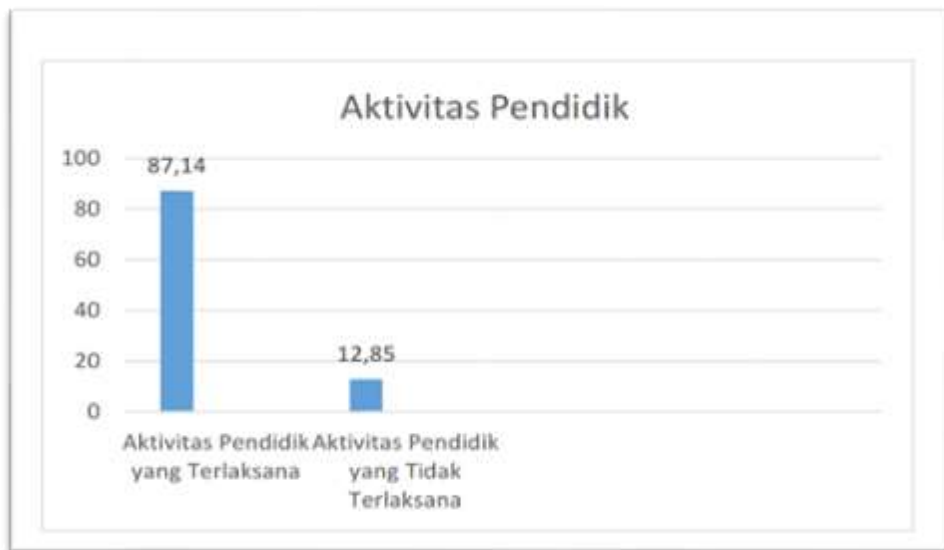 Aktivitas Pendidik
100
87,14
80
60
40
20
12,85
0
Aktivitas Pendidik
yang Terlaksana
Aktivitas Pendidik
yang Tidak
Terlaksana